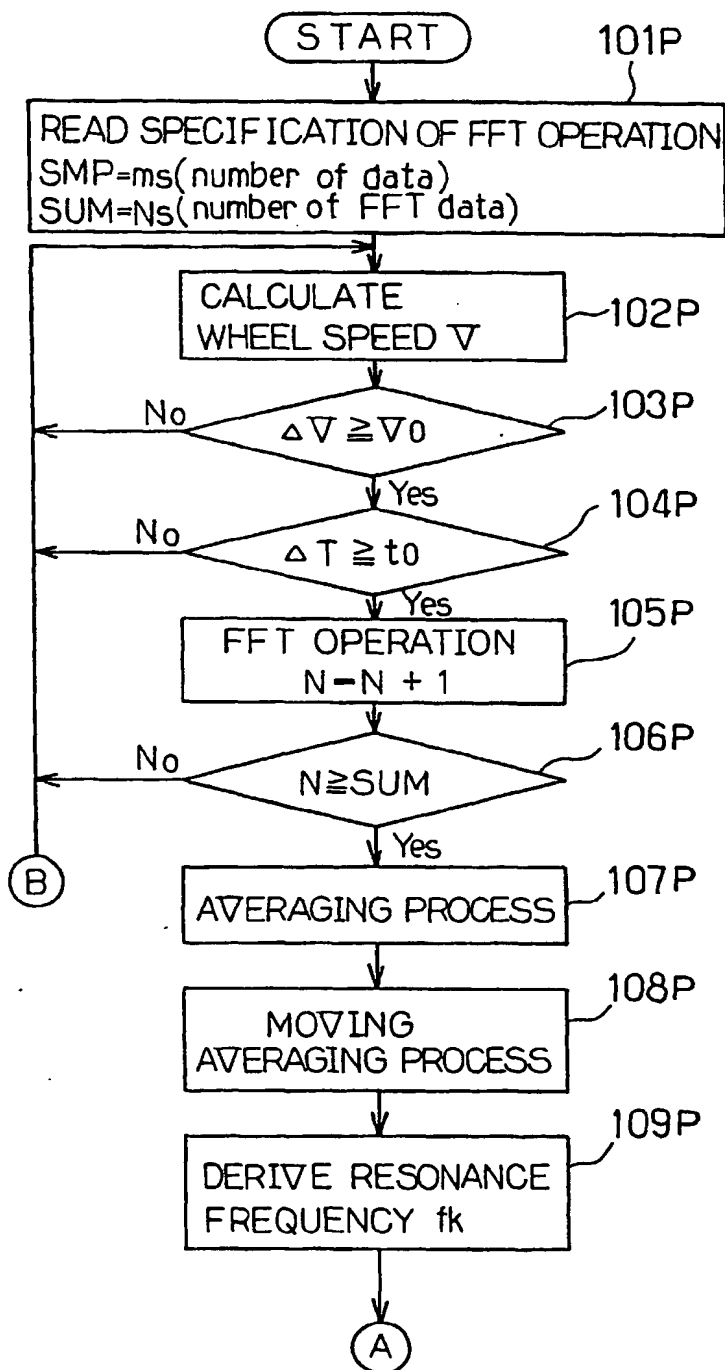 START
101P
READ SPECIFICATION OF FFT OPERATION
SMP=ms(number of data)
SUM=Ns(number of FFT data)
CALCULATE
WHEEL SPEED V
102P
103P
No
ΔV ≧ V0
Yes
104P
No
ΔT ≧ t0
Yes
105P
FFT OPERATION
N-N + 1
106P
No
N≧SUM
Yes
B
107P
AVERAGING PROCESS
108P
MOVING
AVERAGING PROCESS
109P
DERIVE RESONANCE
FREQUENCY fk
A